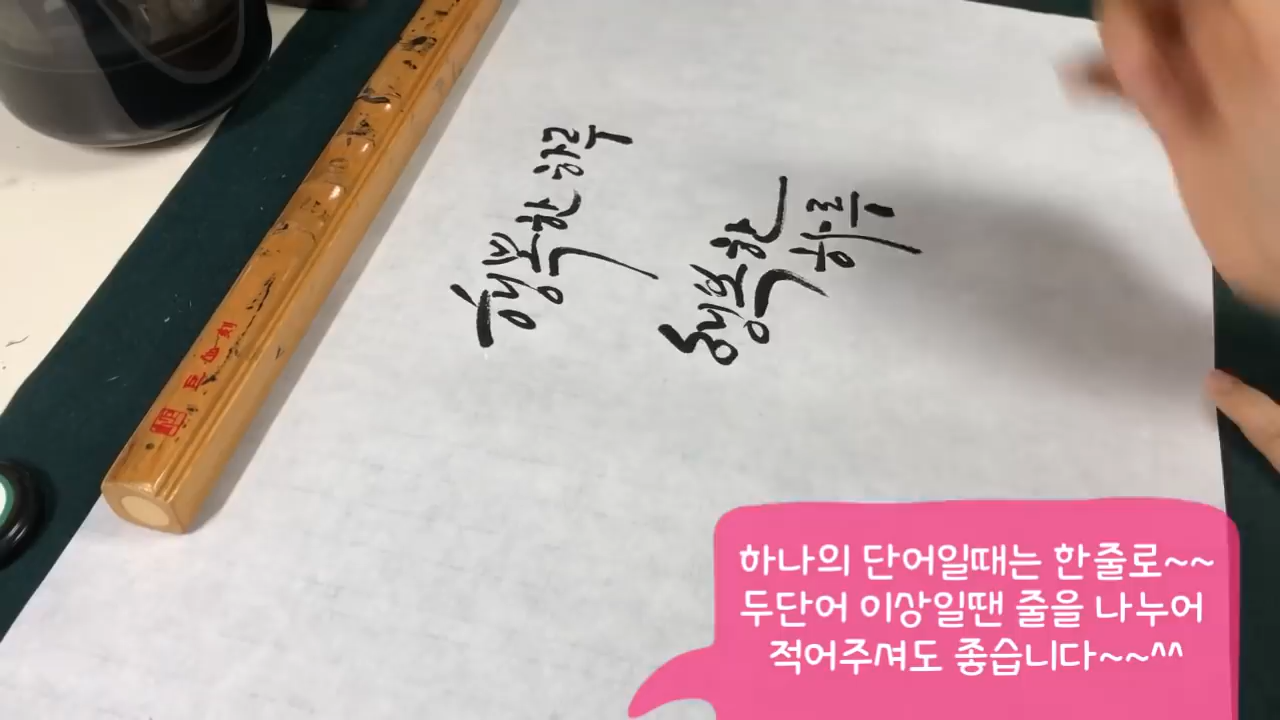 행복한 하루
행복한
하루
하나의 단어일때는 한줄로~~
두단어 이상일땐 줄을 나누어
적어주셔도 좋습니다~~^^